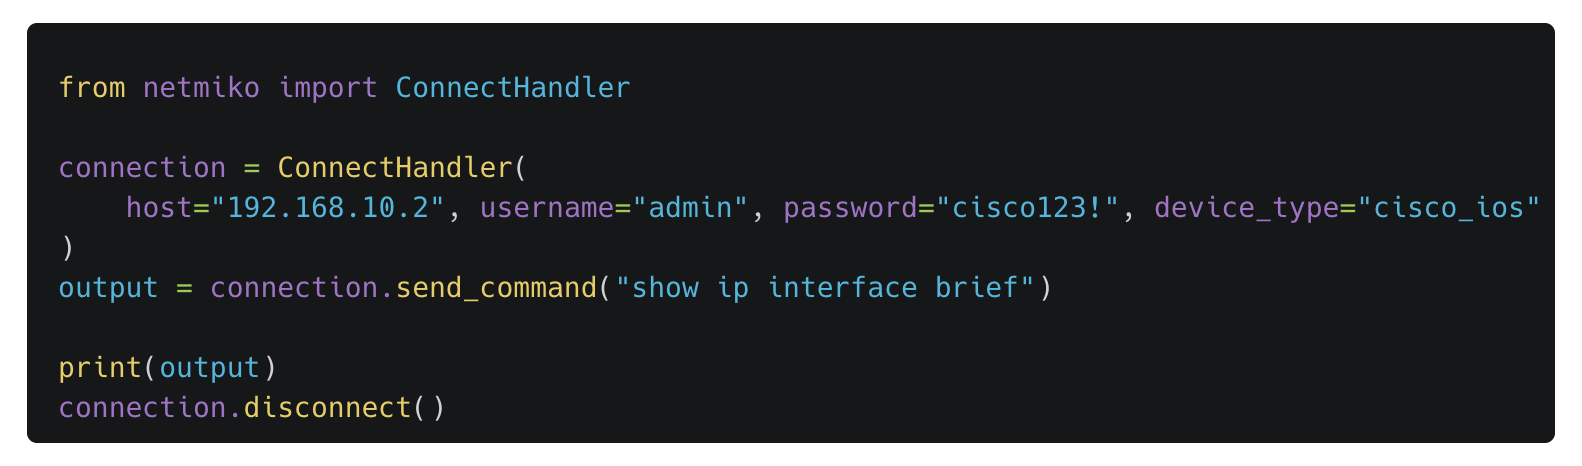 from netmiko import ConnectHandler
connection = ConnectHandler(
    host="192.168.10.2", username="admin", password="cisco123!", device_type="cisco_ios"
)
output = connection.send_command("show ip interface brief")
print(output)
connection.disconnect()